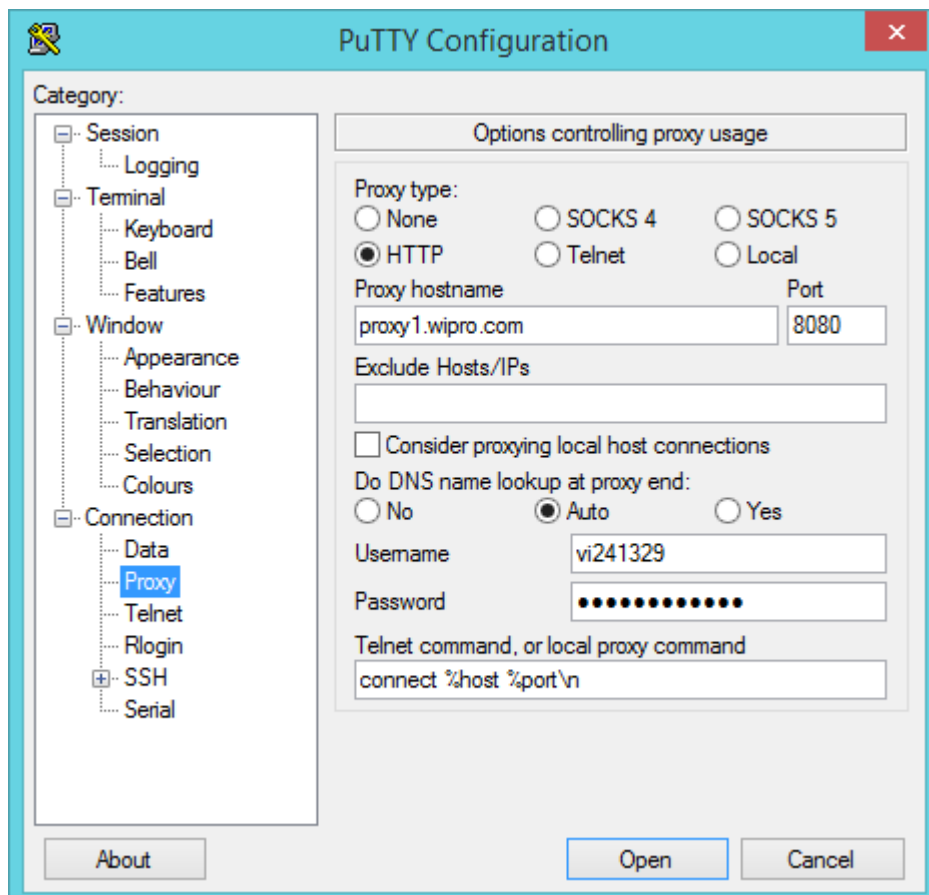 PuTTY Configuration
Category:
Session
Logging
Terminal
Keyboard
Bell
Features
Window
Appearance
Behaviour
Translation
Selection
Colours
Connection
Data
Proxy
Telnet
Rlogin
SSH
Serial
Options controlling proxy usage
Proxy type:
None SOCKS 4 SOCKS 5
HTTP Telnet Local
Proxy hostname Port
proxy1.wipro.com 8080
Exclude Hosts/IPs
Consider proxying local host connections
Do DNS name lookup at proxy end:
No Auto Yes
Username vi241329
Password ●●●●●●●●●●●●
Telnet command, or local proxy command
connect %host %port\n
About Open Cancel